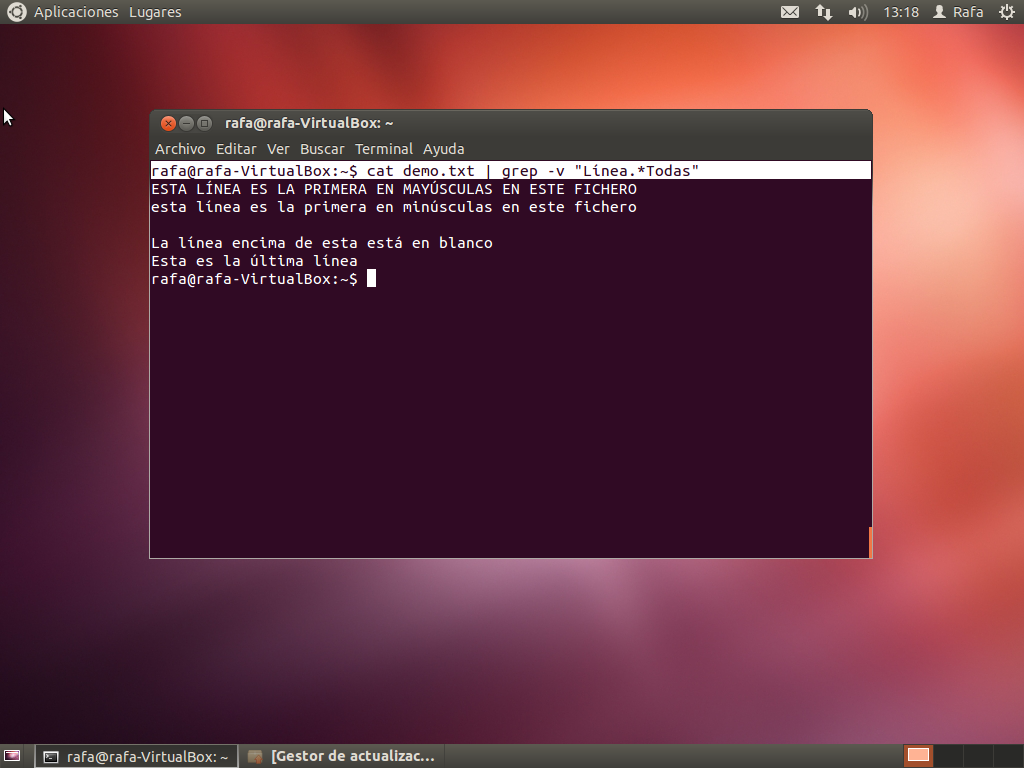 Aplicaciones Lugares 13:18 Rafa
rafa@rafa-VirtualBox: ~
Archivo Editar Ver Buscar Terminal Ayuda
rafa@rafa-VirtualBox:~$ cat demo.txt | grep -v "Línea.*Todas"
ESTA LÍNEA ES LA PRIMERA EN MAYÚSCULAS EN ESTE FICHERO
esta línea es la primera en minúsculas en este fichero
La línea encima de esta está en blanco
Esta es la última línea
rafa@rafa-VirtualBox:~$
rafa@rafa-VirtualBox: ~ [Gestor de actualizac...